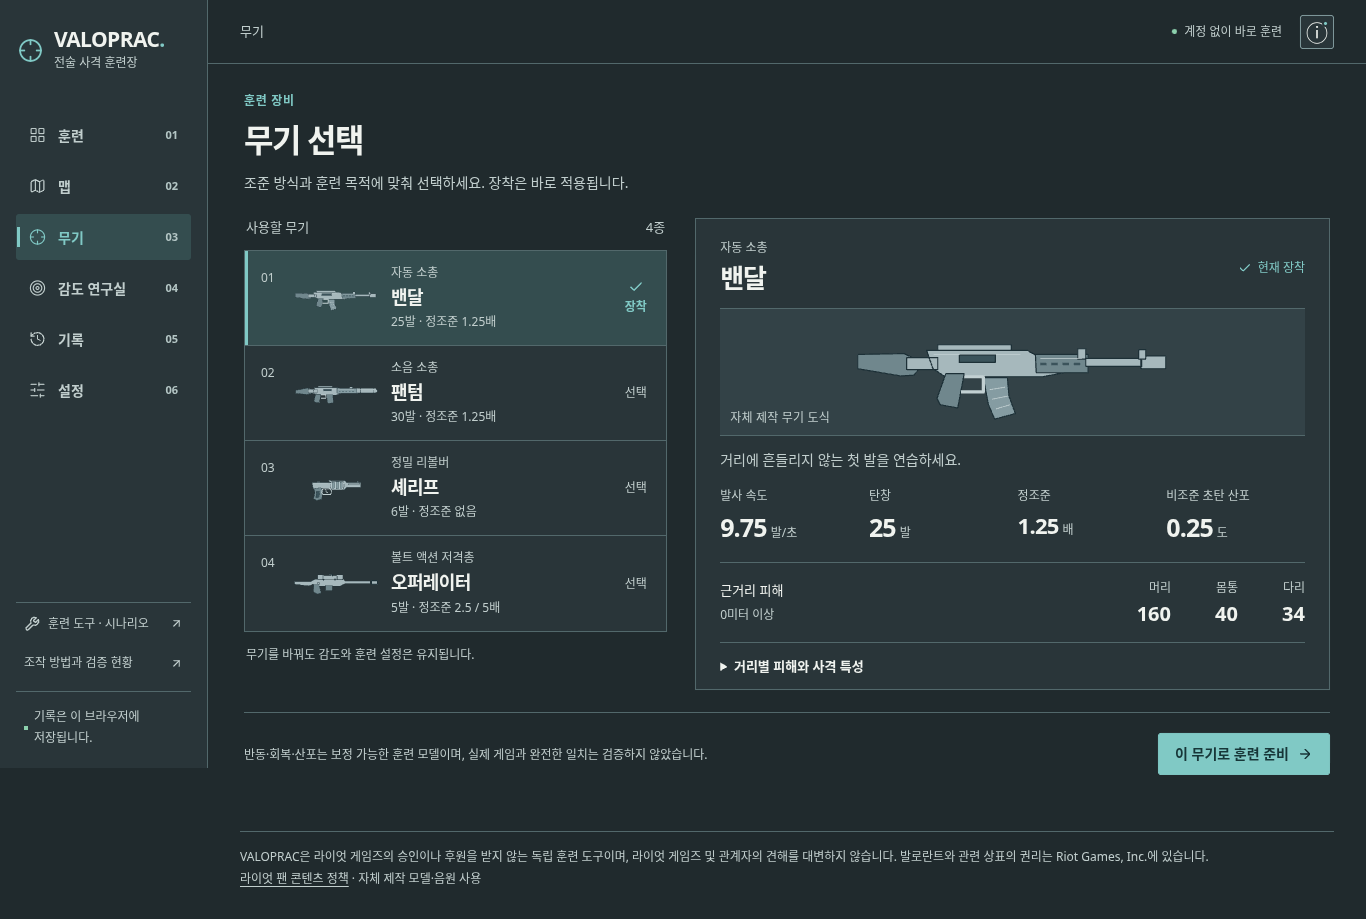 VALOPRAC.
전술 사격 훈련장
훈련 01
맵 02
무기 03
감도 연구실 04
기록 05
설정 06
훈련 도구 · 시나리오
조작 방법과 검증 현황
기록은 이 브라우저에
저장됩니다.
무기
계정 없이 바로 훈련
훈련 장비
무기 선택
조준 방식과 훈련 목적에 맞춰 선택하세요. 장착은 바로 적용됩니다.
사용할 무기 4종
01
자동 소총
밴달
25발 · 정조준 1.25배
장착
02
소음 소총
팬텀
30발 · 정조준 1.25배
선택
03
정밀 리볼버
셰리프
6발 · 정조준 없음
선택
04
볼트 액션 저격총
오퍼레이터
5발 · 정조준 2.5 / 5배
선택
무기를 바꿔도 감도와 훈련 설정은 유지됩니다.
자동 소총
밴달
현재 장착
자체 제작 무기 도식
거리에 흔들리지 않는 첫 발을 연습하세요.
발사 속도 탄창 정조준 비조준 초탄 산포
9.75 발/초 25 발 1.25 배 0.25 도
근거리 피해 머리 몸통 다리
0미터 이상 160 40 34
거리별 피해와 사격 특성
반동·회복·산포는 보정 가능한 훈련 모델이며, 실제 게임과 완전한 일치는 검증하지 않았습니다.
이 무기로 훈련 준비
VALOPRAC은 라이엇 게임즈의 승인이나 후원을 받지 않는 독립 훈련 도구이며, 라이엇 게임즈 및 관계자의 견해를 대변하지 않습니다. 발로란트와 관련 상표의 권리는 Riot Games, Inc.에 있습니다.
라이엇 팬 콘텐츠 정책 · 자체 제작 모델·음원 사용